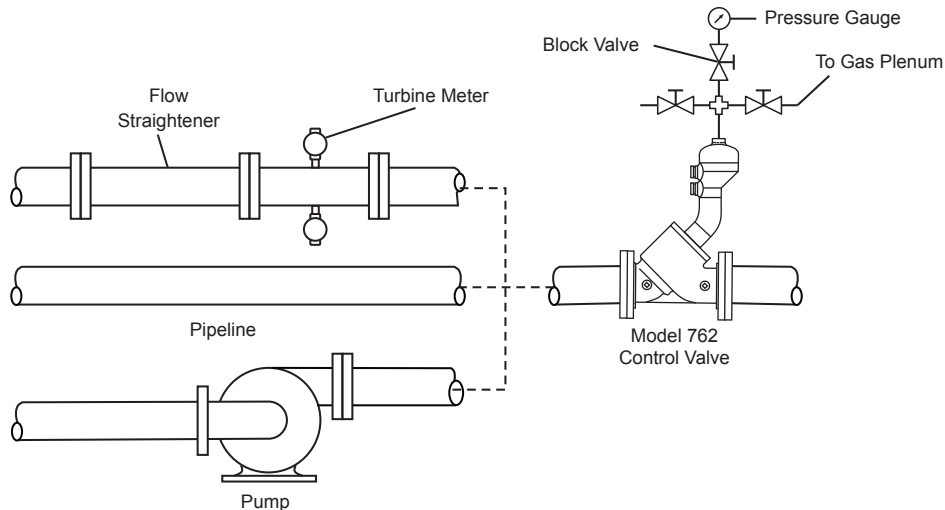 Pressure Gauge
Block Valve
To Gas Plenum
Flow
Straightener
Turbine Meter
Pipeline
Model 762
Control Valve
Pump